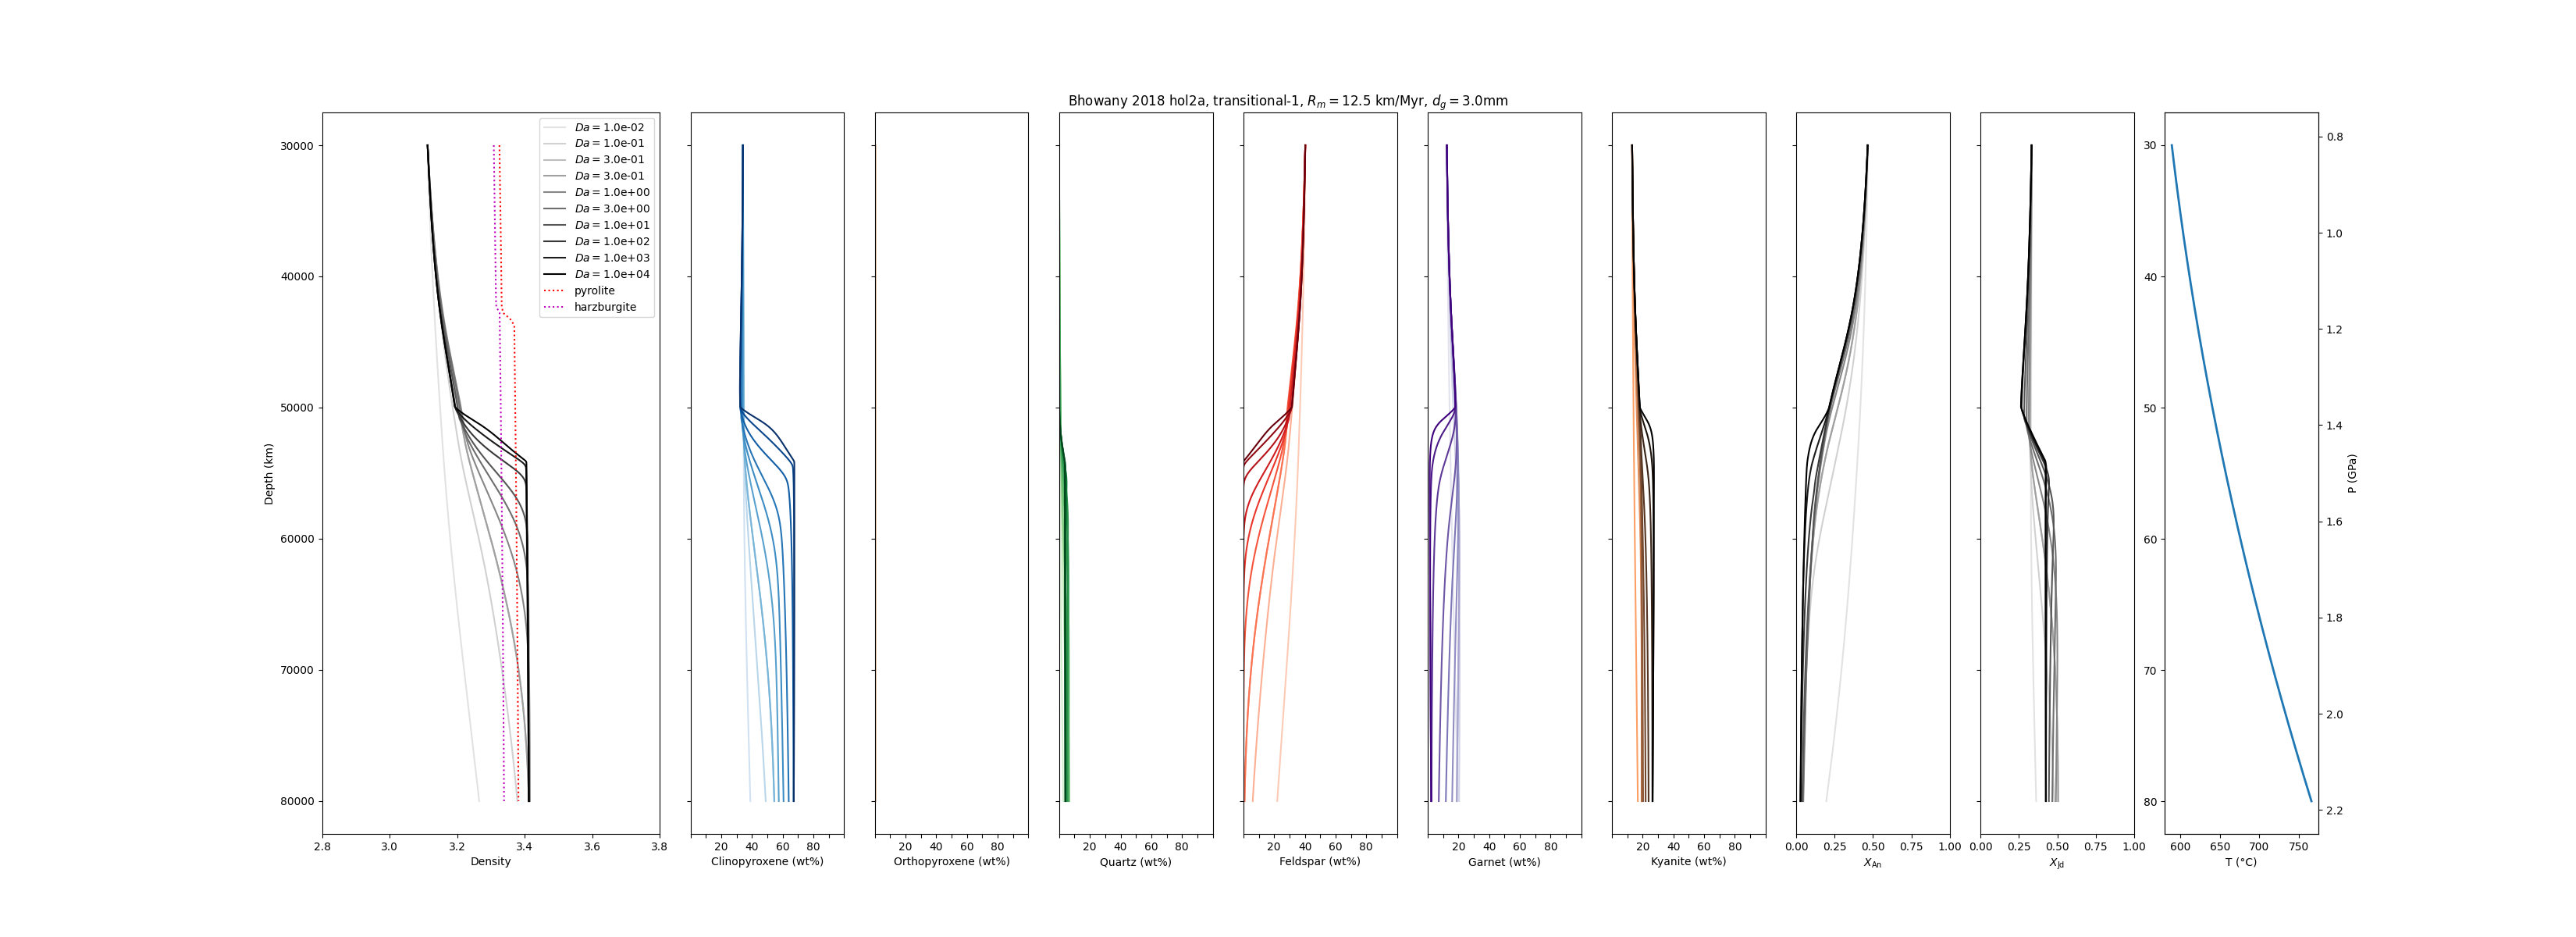 Bhowany 2018 hol2a, transitional-1, R_m = 12.5 km/Myr, d_g = 3.0mm
Da = 1.0e-02
Da = 1.0e-01
Da = 3.0e-01
Da = 3.0e-01
Da = 1.0e+00
Da = 3.0e+00
Da = 1.0e+01
Da = 1.0e+02
Da = 1.0e+03
Da = 1.0e+04
pyrolite
harzburgite
Depth (km)
30000
40000
50000
60000
70000
80000
2.8 3.0 3.2 3.4 3.6 3.8
Density
20 40 60 80
Clinopyroxene (wt%)
20 40 60 80
Orthopyroxene (wt%)
20 40 60 80
Quartz (wt%)
20 40 60 80
Feldspar (wt%)
20 40 60 80
Garnet (wt%)
20 40 60 80
Kyanite (wt%)
0.00 0.25 0.50 0.75 1.00
X_An
0.00 0.25 0.50 0.75 1.00
X_Jd
30
40
50
60
70
80
600 650 700 750
T (°C)
0.8
1.0
1.2
1.4
1.6
1.8
2.0
2.2
P (GPa)